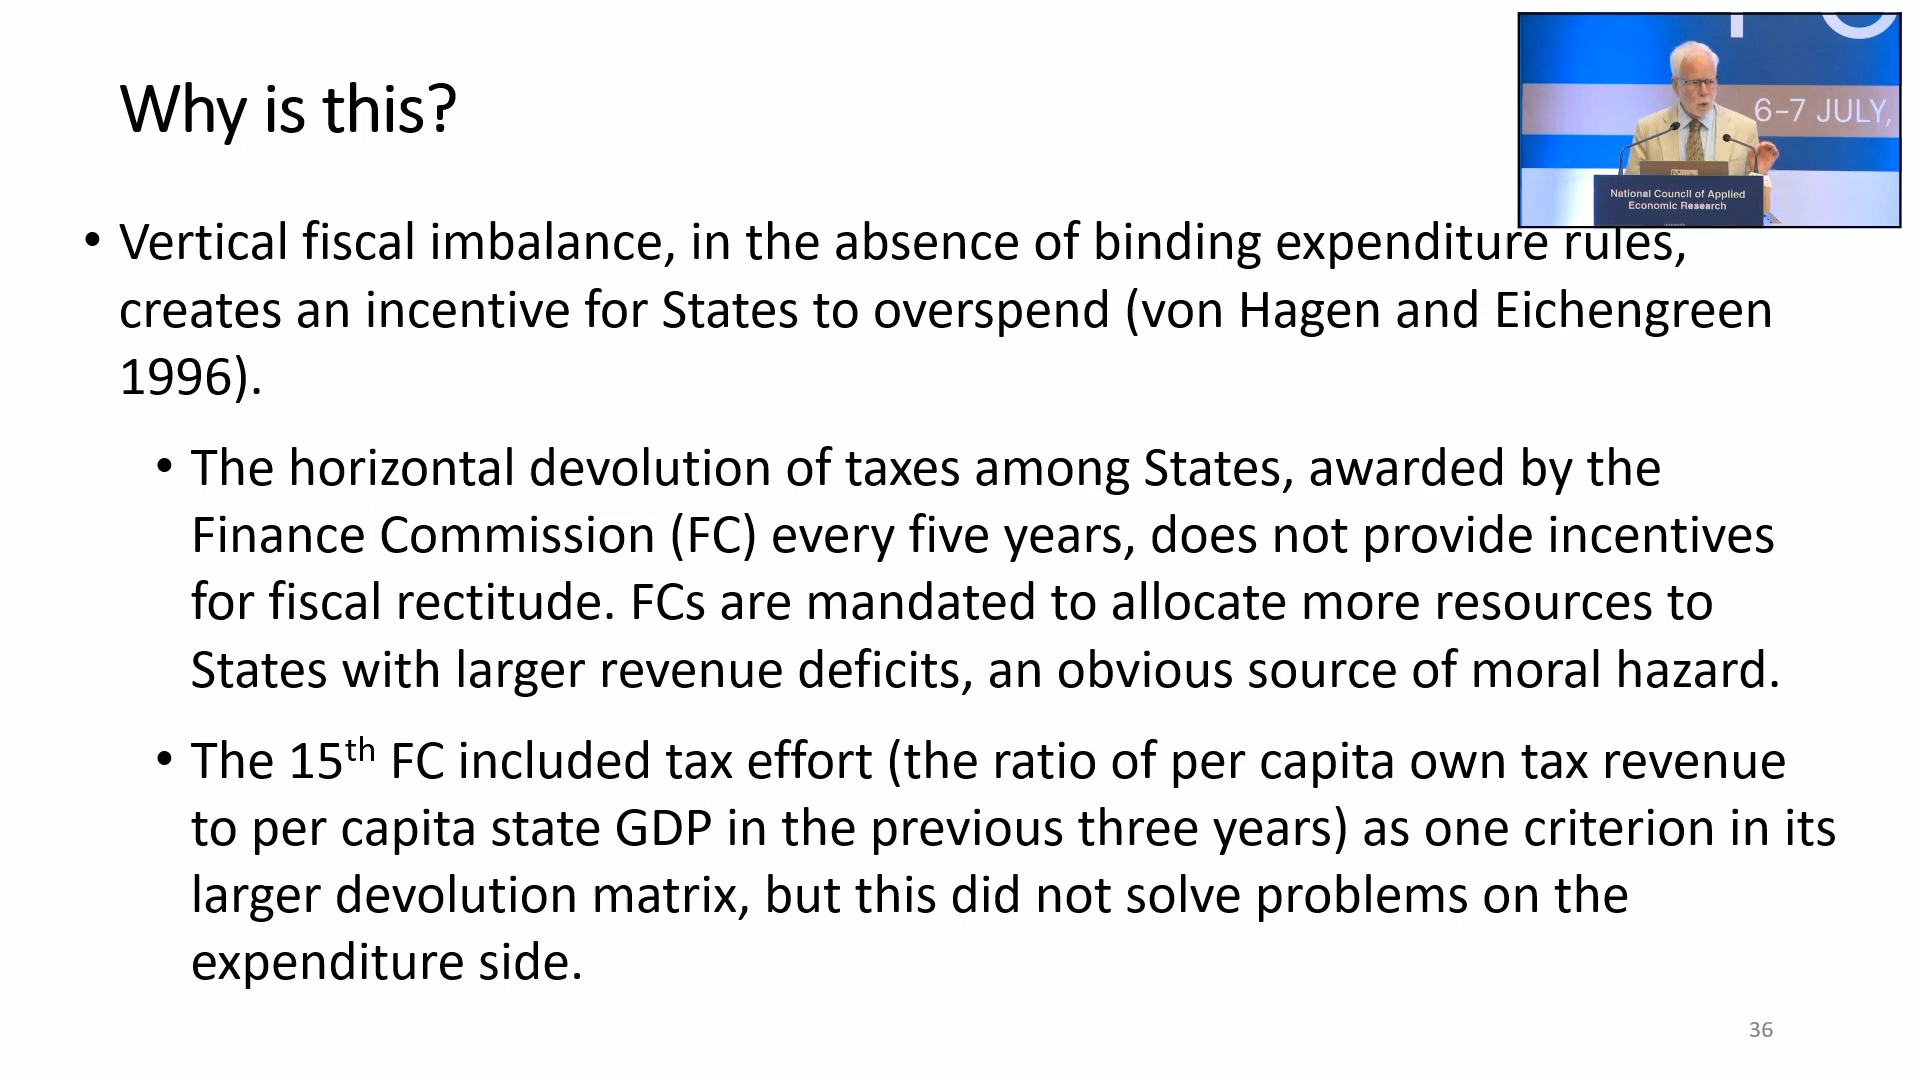 Why is this?
6-7 JULY,
National Council of Applied
Economic Research
• Vertical fiscal imbalance, in the absence of binding expenditure rules,
creates an incentive for States to overspend (von Hagen and Eichengreen
1996).
• The horizontal devolution of taxes among States, awarded by the
Finance Commission (FC) every five years, does not provide incentives
for fiscal rectitude. FCs are mandated to allocate more resources to
States with larger revenue deficits, an obvious source of moral hazard.
• The 15th FC included tax effort (the ratio of per capita own tax revenue
to per capita state GDP in the previous three years) as one criterion in its
larger devolution matrix, but this did not solve problems on the
expenditure side.
36